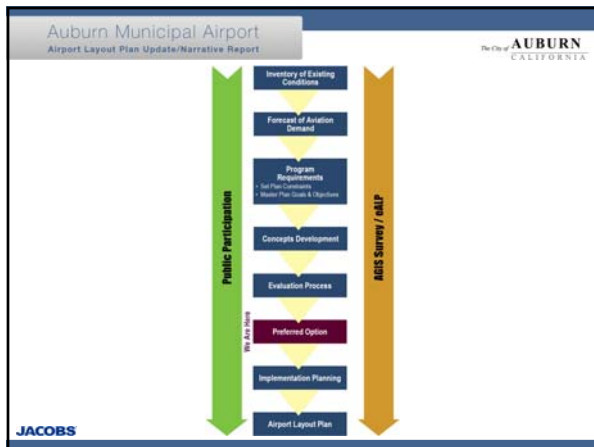 Auburn Municipal Airport
Airport Layout Plan Update/Narrative Report
The City of AUBURN
CALIFORNIA
Inventory of Existing
Conditions
Forecast of Aviation
Demand
Program
Requirements
• Set Plan Constraints
• Master Plan Goals & Objectives
Public Participation
AGIS Survey / eALP
Concepts Development
Evaluation Process
We Are Here
Preferred Option
Implementation Planning
Airport Layout Plan
JACOBS